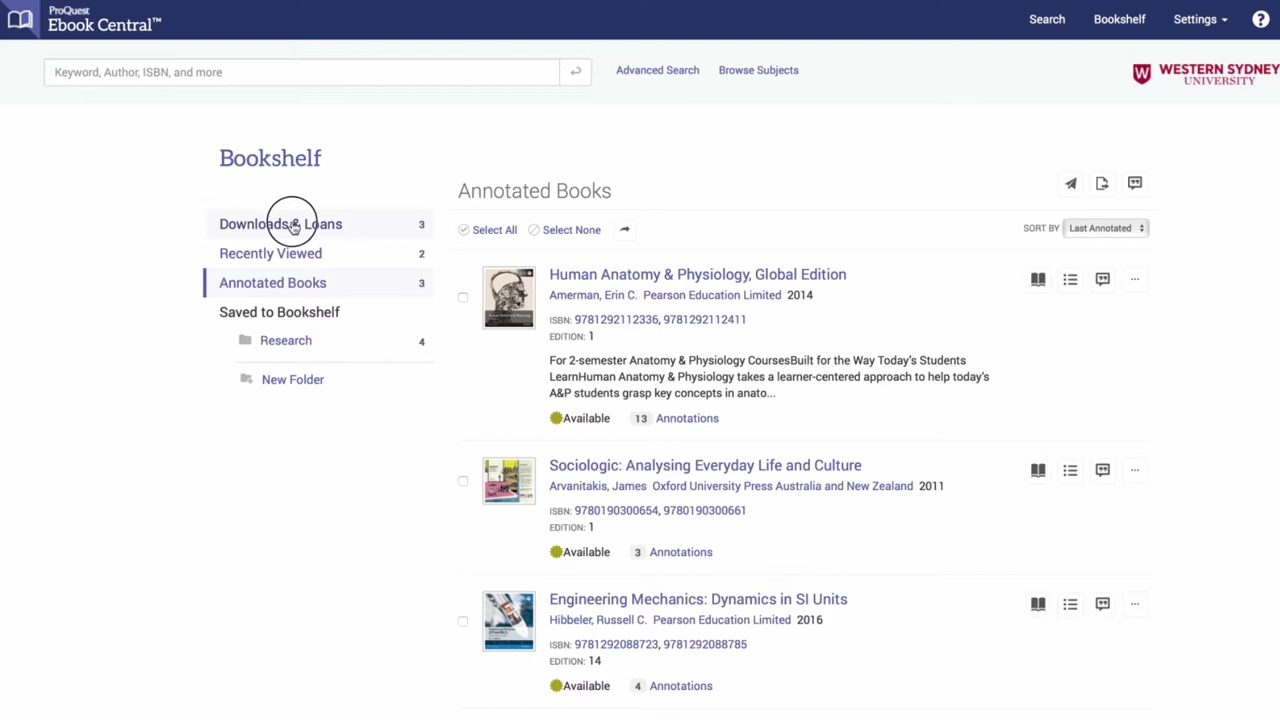 ProQuest
Ebook Central™
Search
Bookshelf
Settings
?
Keyword, Author, ISBN, and more
Advanced Search
Browse Subjects
WESTERN SYDNEY
UNIVERSITY
W
Bookshelf
Downloads & Loans 3
Recently Viewed 2
Annotated Books 3
Saved to Bookshelf
Research 4
New Folder
Annotated Books
Select All
Select None
SORT BY Last Annotated
Human Anatomy & Physiology, Global Edition
Amerman, Erin C. Pearson Education Limited 2014
ISBN: 9781292112336, 9781292112411
EDITION: 1
For 2-semester Anatomy & Physiology CoursesBuilt for the Way Today's Students
LearnHuman Anatomy & Physiology takes a learner-centered approach to help today's
A&P students grasp key concepts in anato...
Available 13 Annotations
Sociologic: Analysing Everyday Life and Culture
Arvanitakis, James Oxford University Press Australia and New Zealand 2011
ISBN: 9780190300654, 9780190300661
EDITION: 1
Available 3 Annotations
Engineering Mechanics: Dynamics in SI Units
Hibbeler, Russell C. Pearson Education Limited 2016
ISBN: 9781292088723, 9781292088785
EDITION: 14
Available 4 Annotations